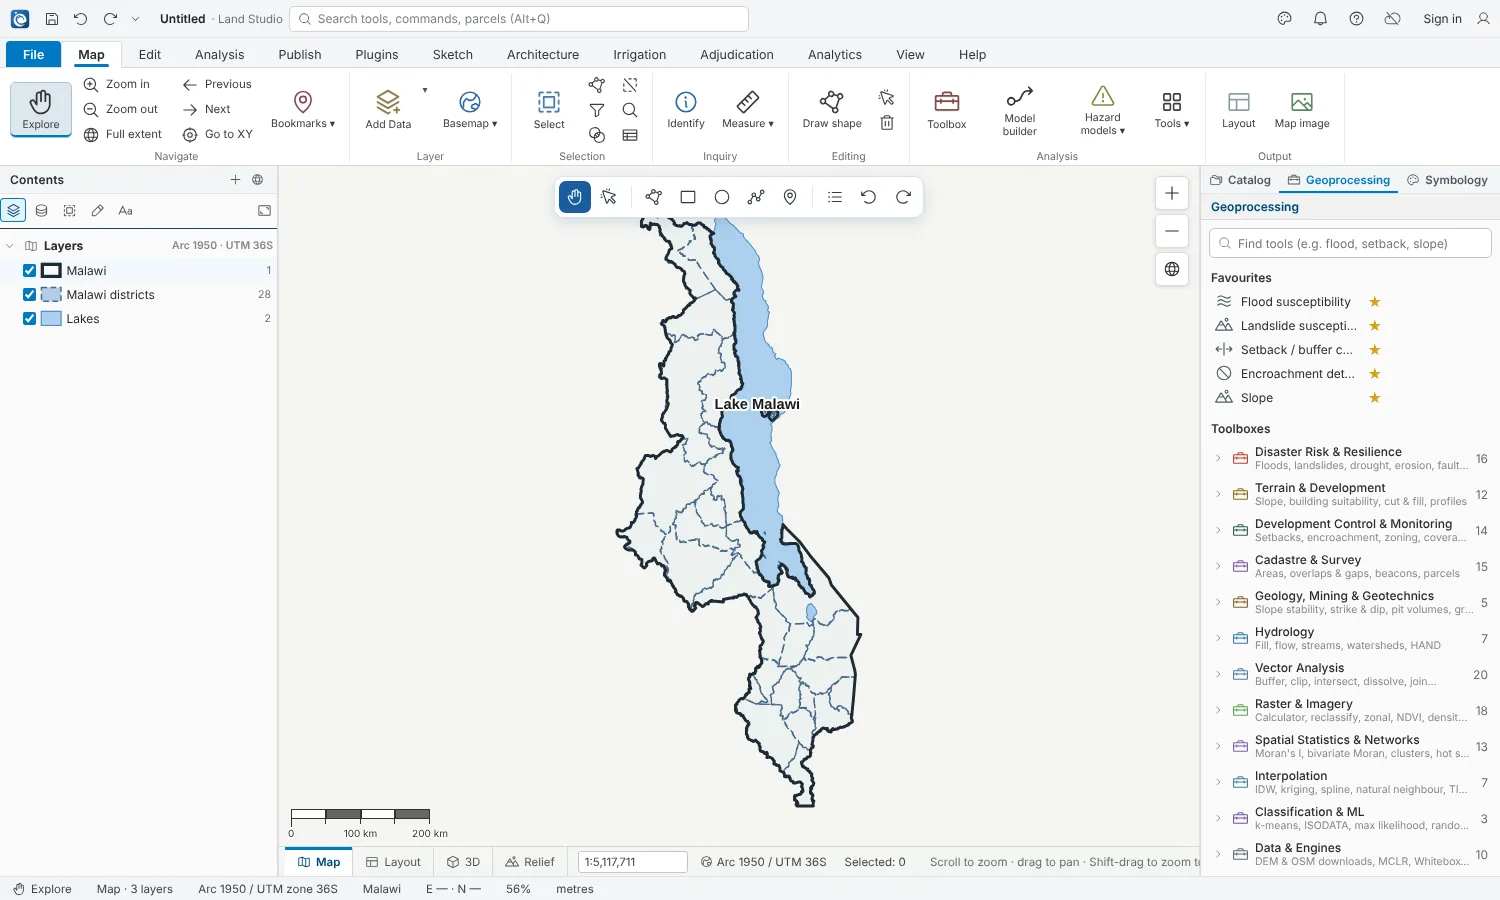 Untitled · Land Studio
Search tools, commands, parcels (Alt+Q)
Sign in
File
Map
Edit
Analysis
Publish
Plugins
Sketch
Architecture
Irrigation
Adjudication
Analytics
View
Help
Explore
Zoom in
Zoom out
Full extent
Previous
Next
Go to XY
Bookmarks ▾
Navigate
Add Data
▾
Basemap ▾
Layer
Select
Selection
Identify
Measure ▾
Inquiry
Draw shape
Editing
Toolbox
Model builder
Hazard models ▾
Tools ▾
Analysis
Layout
Map image
Output
Contents
Aa
Layers
Arc 1950 · UTM 36S
Malawi 1
Malawi districts 28
Lakes 2
Lake Malawi
0 100 km 200 km
Map
Layout
3D
Relief
1:5,117,711
Arc 1950 / UTM 36S
Selected: 0
Scroll to zoom · drag to pan · Shift-drag to zoom to
Catalog
Geoprocessing
Symbology
Geoprocessing
Find tools (e.g. flood, setback, slope)
Favourites
Flood susceptibility ★
Landslide suscepti... ★
Setback / buffer c... ★
Encroachment det... ★
Slope ★
Toolboxes
Disaster Risk & Resilience 16
Floods, landslides, drought, erosion, fault...
Terrain & Development 12
Slope, building suitability, cut & fill, profiles
Development Control & Monitoring 14
Setbacks, encroachment, zoning, covera...
Cadastre & Survey 15
Areas, overlaps & gaps, beacons, parcels
Geology, Mining & Geotechnics 5
Slope stability, strike & dip, pit volumes, gr...
Hydrology 7
Fill, flow, streams, watersheds, HAND
Vector Analysis 20
Buffer, clip, intersect, dissolve, join...
Raster & Imagery 18
Calculator, reclassify, zonal, NDVI, densit...
Spatial Statistics & Networks 13
Moran's I, bivariate Moran, clusters, hot s...
Interpolation 7
IDW, kriging, spline, natural neighbour, TI...
Classification & ML 3
k-means, ISODATA, max likelihood, rando...
Data & Engines 10
DEM & OSM downloads, MCLR, Whitebox...
Explore
Map · 3 layers
Arc 1950 / UTM zone 36S
Malawi
E — · N —
56%
metres